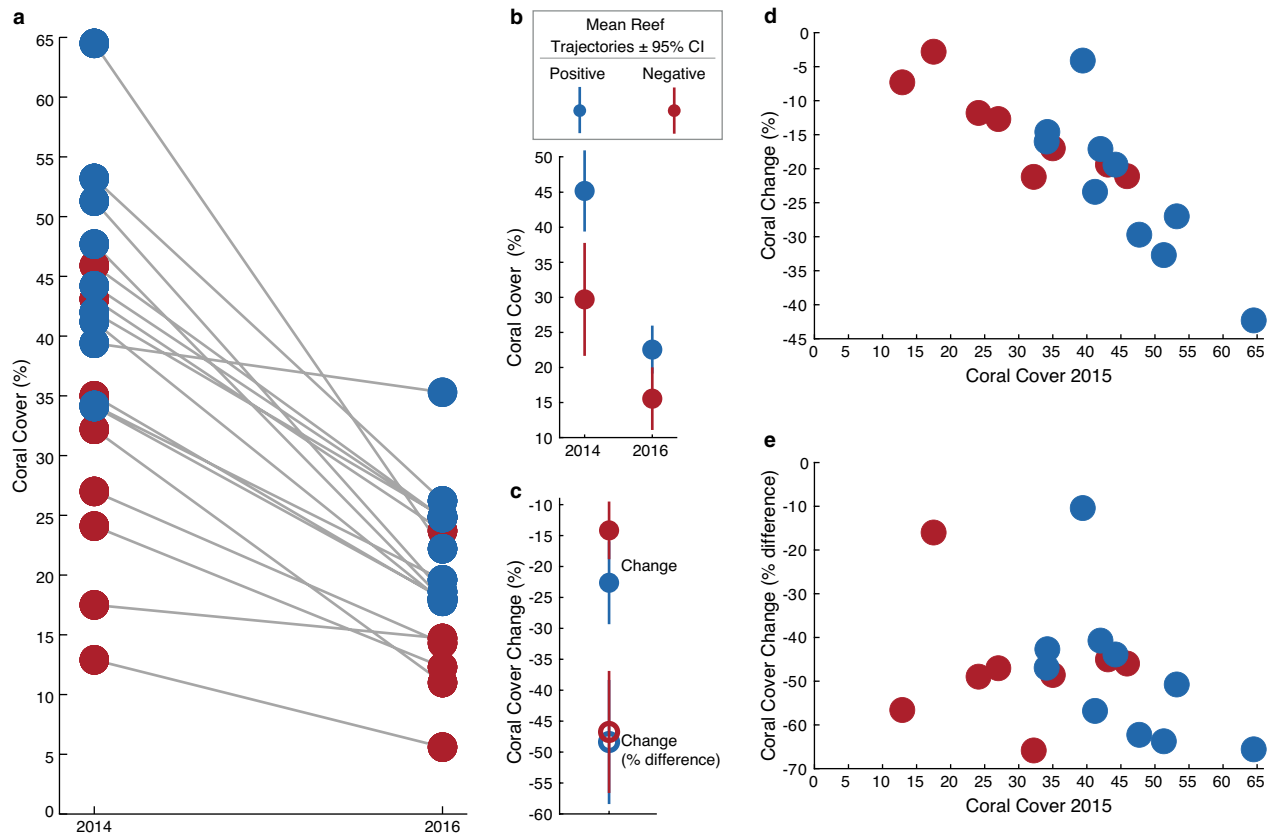 a
65
60
55
50
45
40
35
30
25
20
15
10
5
0
Coral Cover (%)
2014
2016
b
Mean Reef
Trajectories ± 95% CI
Positive
Negative
50
45
40
35
30
25
20
15
10
Coral Cover (%)
2014
2016
c
-10
-15
-20
-25
-30
-35
-40
-45
-50
-55
-60
Coral Cover Change (%)
Change
Change
(% difference)
d
0
-5
-10
-15
-20
-25
-30
-35
-40
-45
Coral Change (%)
0 5 10 15 20 25 30 35 40 45 50 55 60 65
Coral Cover 2015
e
0
-10
-20
-30
-40
-50
-60
-70
Coral Cover Change (% difference)
0 5 10 15 20 25 30 35 40 45 50 55 60 65
Coral Cover 2015